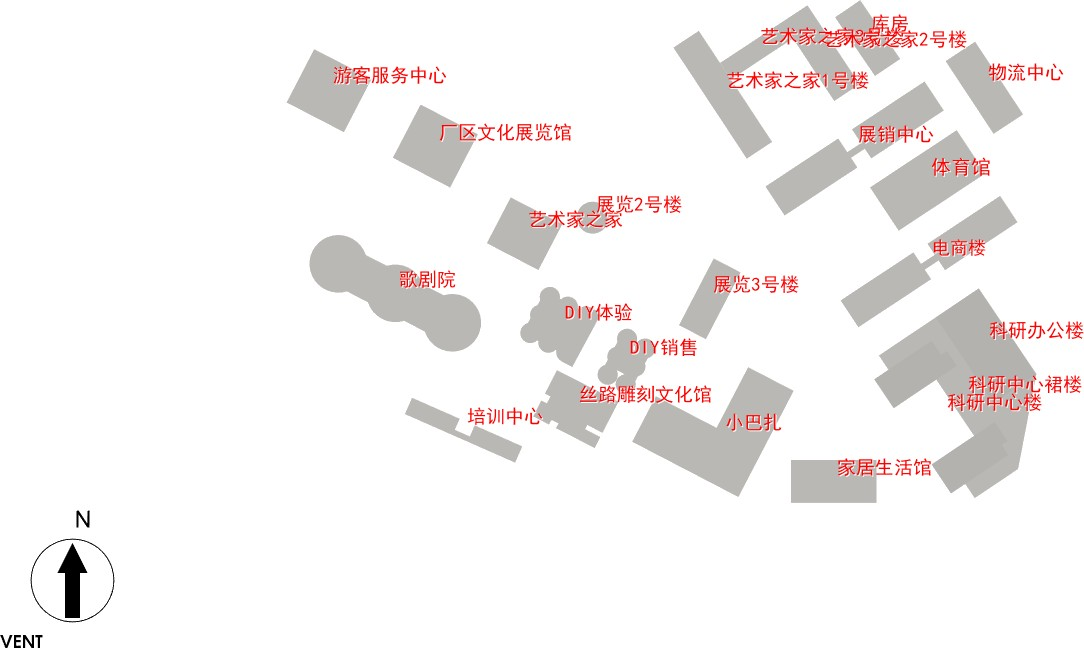 库房
艺术家之家3号楼
艺术家之家2号楼
游客服务中心
艺术家之家1号楼
物流中心
厂区文化展览馆
展销中心
体育馆
展览2号楼
艺术家之家
电商楼
歌剧院
展览3号楼
DIY体验
科研办公楼
DIY销售
科研中心裙楼
丝路雕刻文化馆
科研中心楼
培训中心
小巴扎
家居生活馆
N
VENT